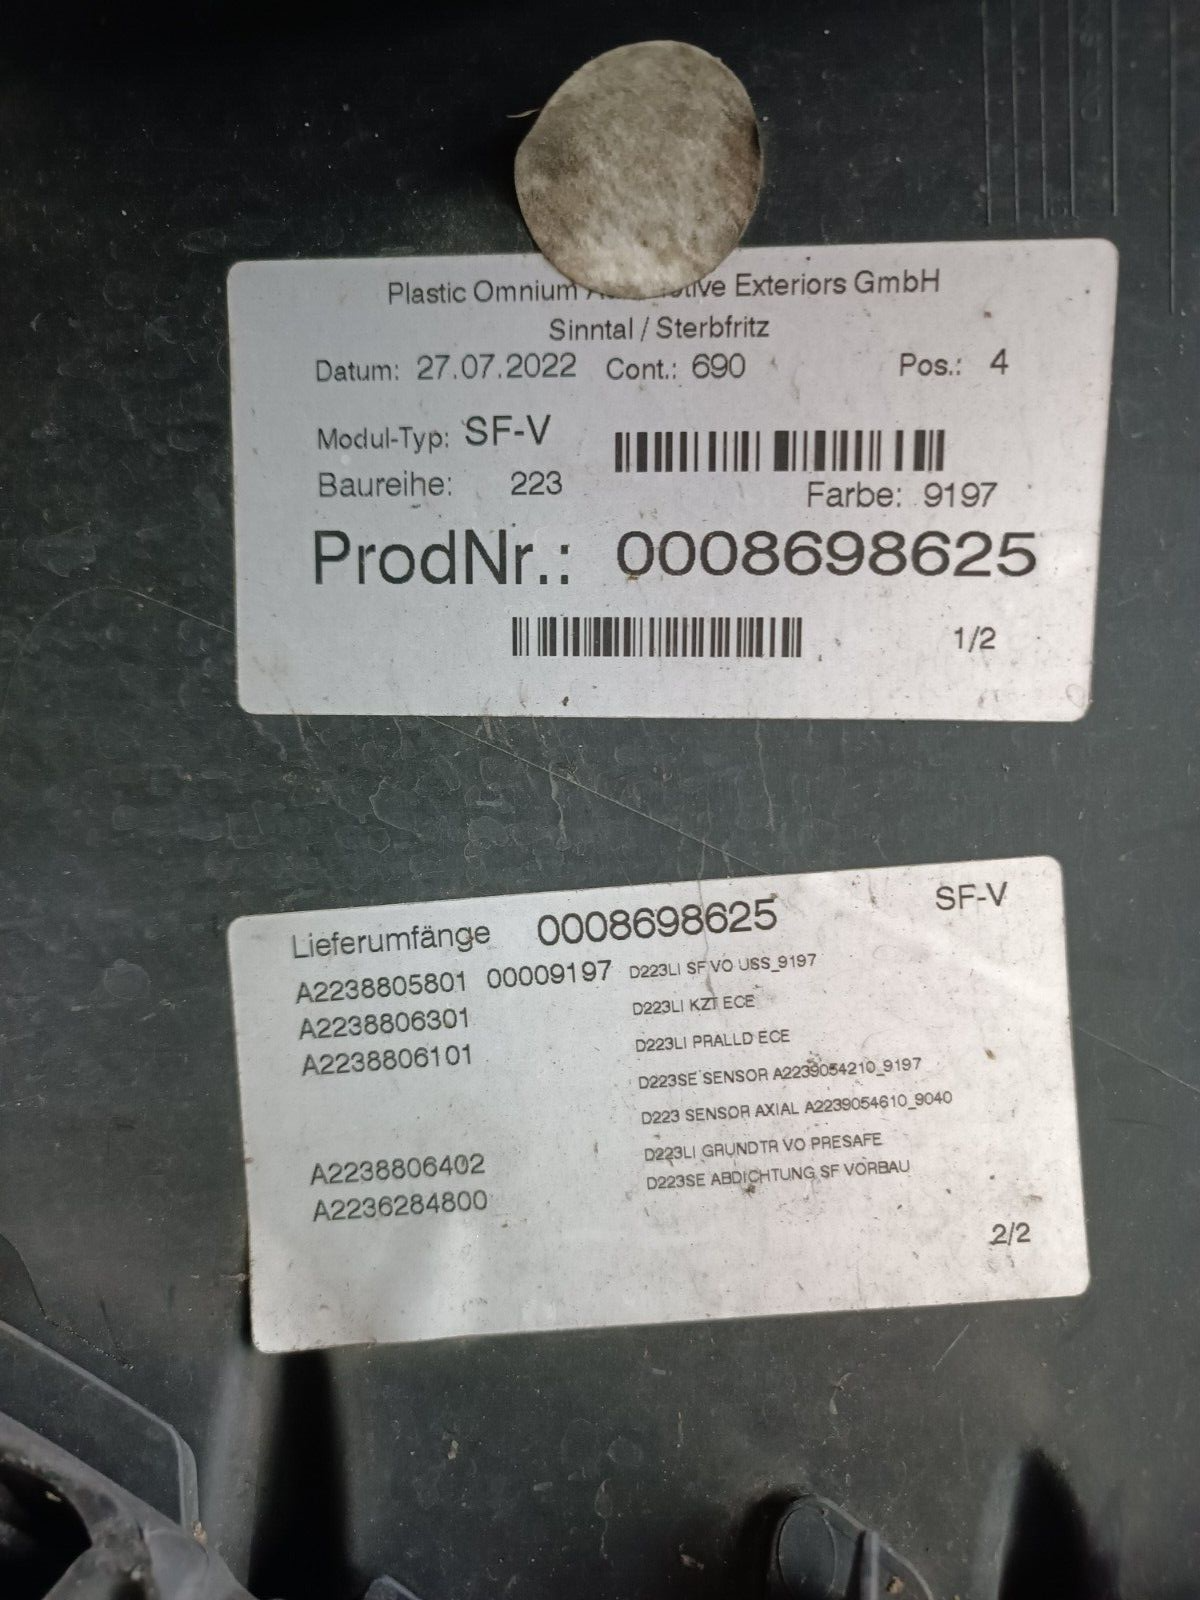 Plastic Omnium Exteriors GmbH
Sinntal / Sterbfritz
Datum: 27.07.2022 Cont.: 690 Pos.: 4
Modul-Typ: SF-V
Baureihe: 223
Farbe: 9197
ProdNr.: 0008698625
1/2
Lieferumfänge 0008698625 SF-V
A2238805801 00009197 D223LI SF VO USS_9197
A2238806301 D223LI KZT ECE
A2238806101 D223LI PRALLD ECE
D223SE SENSOR A2239054210_9197
D223 SENSOR AXIAL A2239054610_9040
A2238806402 D223LI GRUNDTR VO PRESAFE
A2236284800 D223SE ABDICHTUNG SF VORBAU
2/2